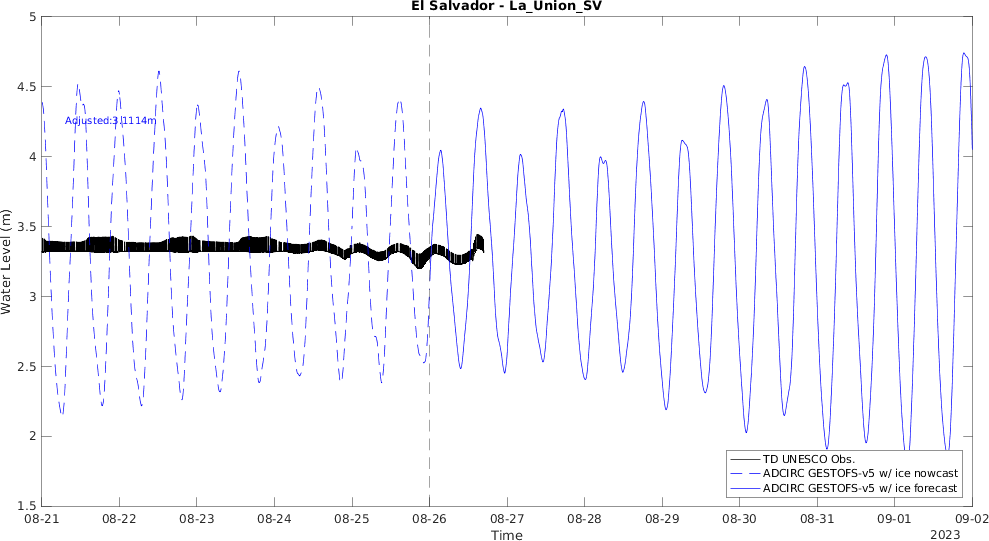 El Salvador - La_Union_SV
5
4.5
4
3.5
3
2.5
2
1.5
Water Level (m)
Adjusted:3.1114m
TD UNESCO Obs.
ADCIRC GESTOFS-v5 w/ ice nowcast
ADCIRC GESTOFS-v5 w/ ice forecast
08-21 08-22 08-23 08-24 08-25 08-26 08-27 08-28 08-29 08-30 08-31 09-01 09-02
Time
2023